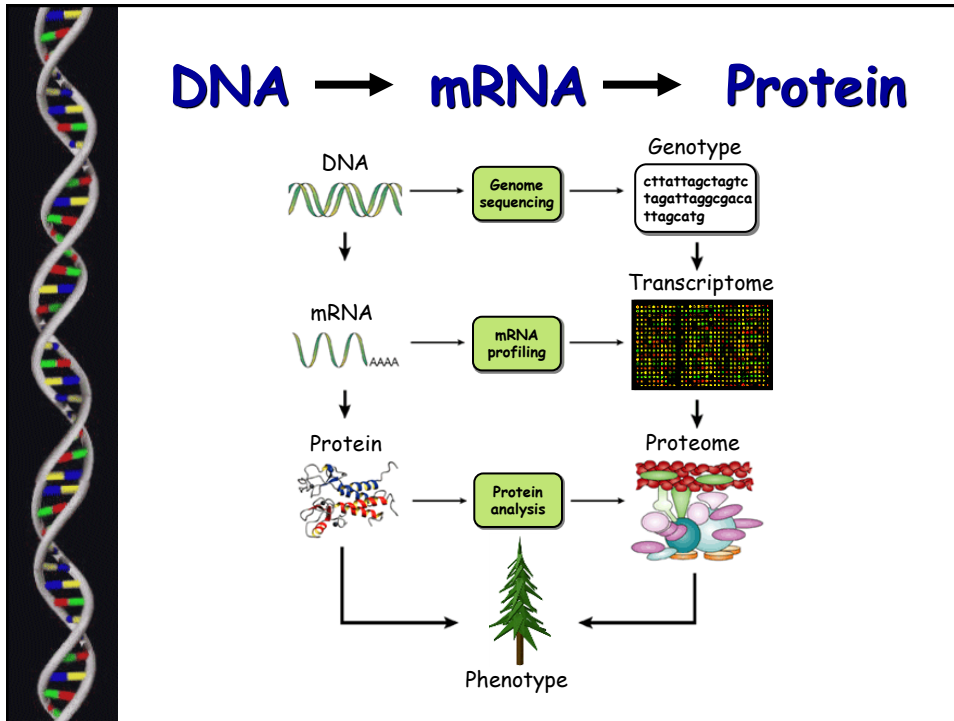 DNA mRNA Protein
DNA
Genome
sequencing
Genotype
cttattagctagtc
tagattaggcgaca
ttagcatg
mRNA
AAAA
mRNA
profiling
Transcriptome
Protein
Protein
analysis
Proteome
Phenotype